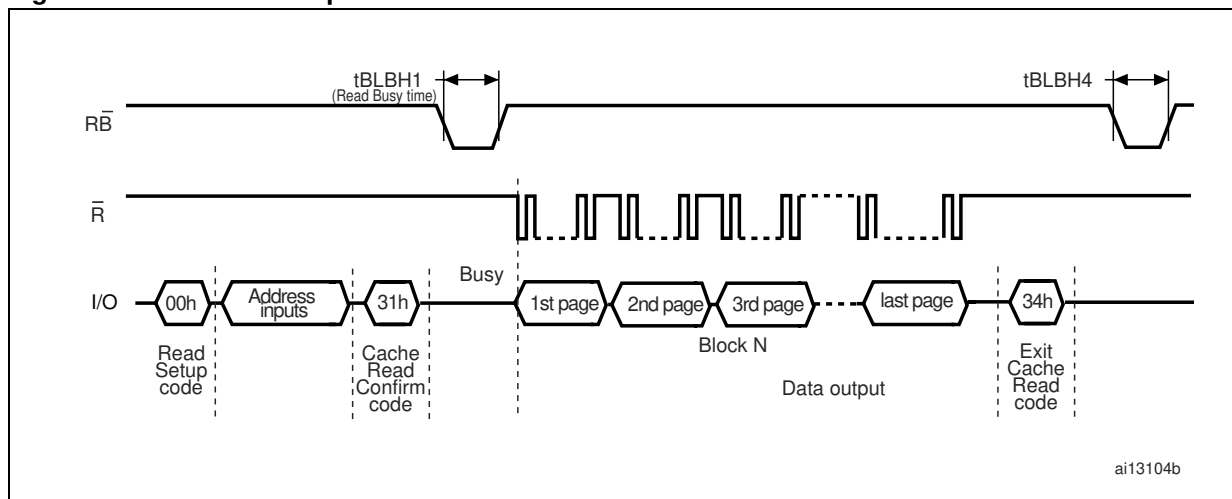 tBLBH1
(Read Busy time)
tBLBH4
RB̅
R̅
Busy
I/O
00h
Address
inputs
31h
1st page
2nd page
3rd page
last page
34h
Read
Setup
code
Cache
Read
Confirm
code
Block N
Data output
Exit
Cache
Read
code
ai13104b